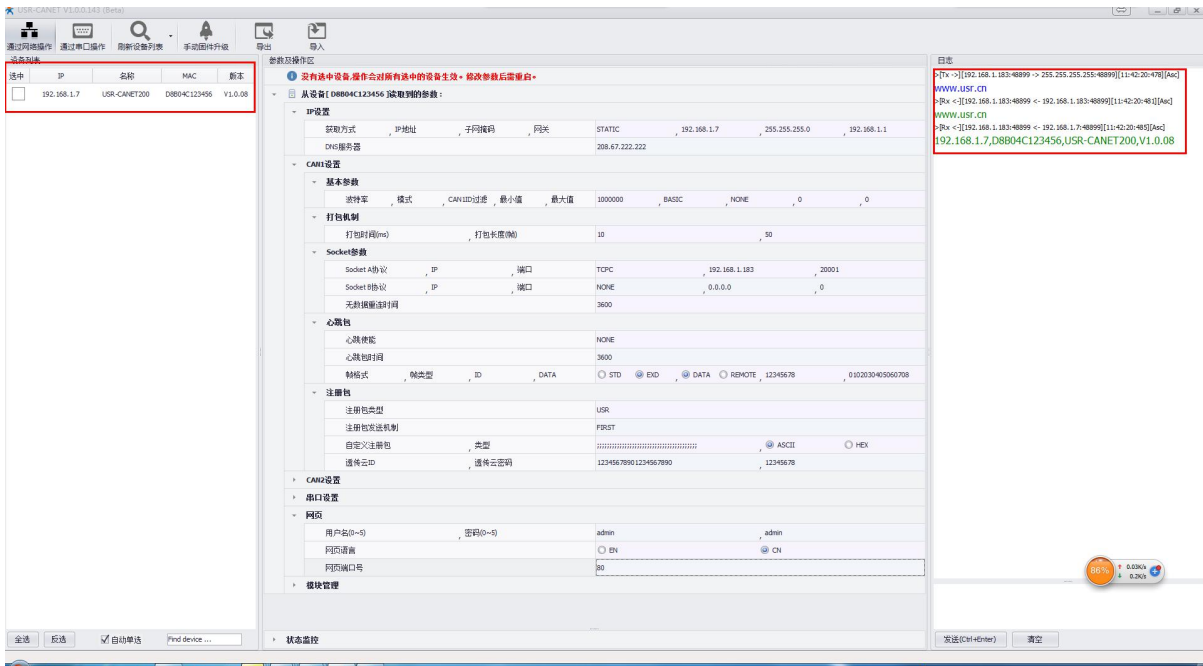 USR-CANET V1.0.0.143 (Beta)
通过网络操作 通过串口操作 刷新设备列表 手动固件升级 导出 导入
设备列表
选中 IP 名称 MAC 版本
192.168.1.7 USR-CANET200 D8B04C123456 V1.0.08
参数及操作区
没有选中设备,操作会对所有选中的设备生效。修改参数后需重启。
从设备[D8B04C123456]读取到的参数:
IP设置
获取方式 , IP地址 , 子网掩码 , 网关 STATIC , 192.168.1.7 , 255.255.255.0 , 192.168.1.1
DNS服务器 208.67.222.222
CAN1设置
基本参数
波特率 , 模式 , CAN1ID过滤 , 最小值 , 最大值 1000000 , BASIC , NONE , 0 , 0
打包机制
打包时间(ms) , 打包长度(帧) 10 , 50
Socket参数
Socket A协议 , IP , 端口 TCPC , 192.168.1.183 , 20001
Socket B协议 , IP , 端口 NONE , 0.0.0.0 , 0
无数据重连时间 3600
心跳包
心跳使能 NONE
心跳包时间 3600
帧格式 , 帧类型 , ID , DATA STD EXD , DATA REMOTE , 12345678 , 0102030405060708
注册包
注册包类型 USR
注册包发送机制 FIRST
自定义注册包 , 类型 , ASCII HEX
透传云ID , 透传云密码 12345678901234567890 , 12345678
CAN2设置
串口设置
网页
用户名(0~5) , 密码(0~5) admin , admin
网页语言 EN CN
网页端口号 80
模块管理
状态监控
全选 反选 自动单选 Find device ...
日志
>[Tx ->][192.168.1.183:48899 -> 255.255.255.255:48899][11:42:20:478][Asc]
www.usr.cn
>[Rx <-][192.168.1.183:48899 <- 192.168.1.183:48899][11:42:20:481][Asc]
www.usr.cn
>[Rx <-][192.168.1.183:48899 <- 192.168.1.7:48899][11:42:20:485][Asc]
192.168.1.7,D8B04C123456,USR-CANET200,V1.0.08
86% 0.03K/s
0.2K/s
发送(Ctrl+Enter) 清空